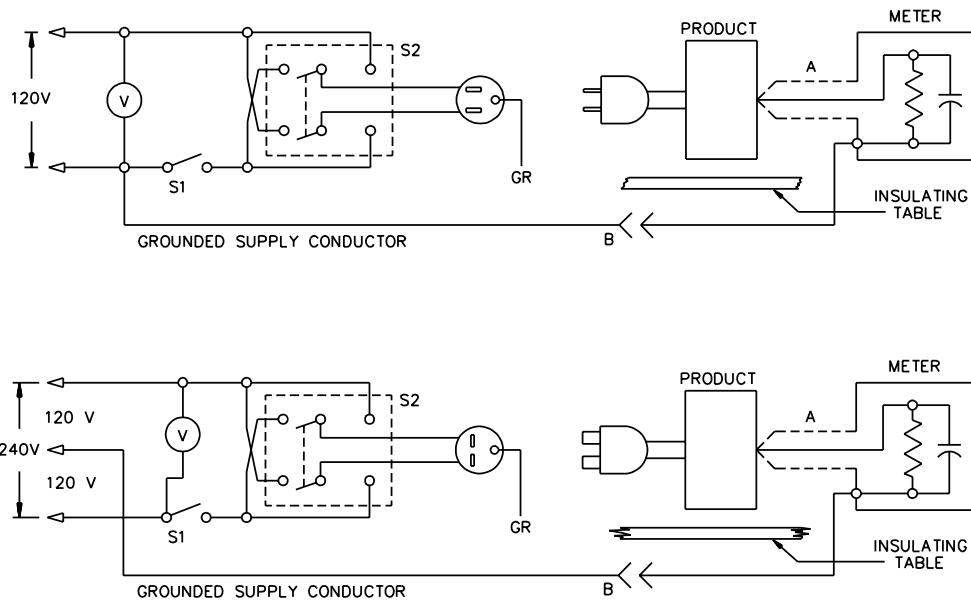 METER
PRODUCT
S2
A
120V
V
S1
GR
INSULATING
TABLE
B
GROUNDED SUPPLY CONDUCTOR
METER
PRODUCT
S2
A
120 V
V
240V
120 V
S1
GR
INSULATING
TABLE
B
GROUNDED SUPPLY CONDUCTOR